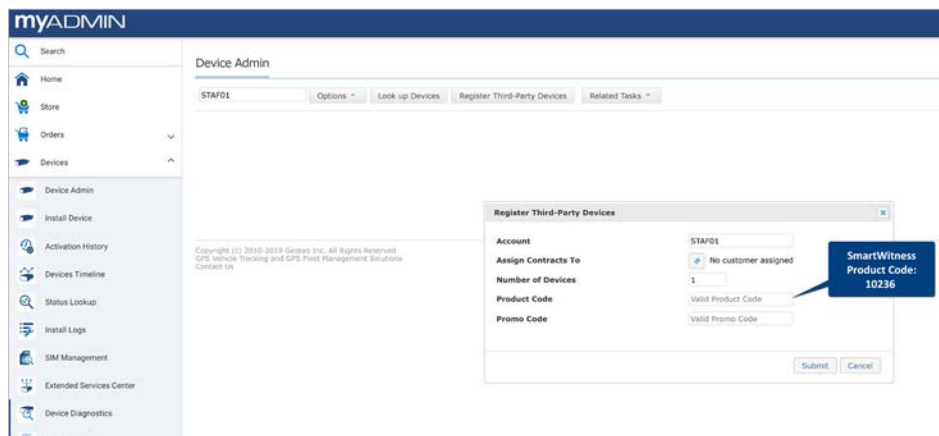 myADMIN
Search
Home
Store
Orders
Devices
Device Admin
Install Device
Activation History
Devices Timeline
Status Lookup
Install Logs
SIM Management
Extended Services Center
Device Diagnostics
Device Admin
STAF01 Options Look up Devices Register Third-Party Devices Related Tasks
Copyright (c) 2010-2019 Geotab Inc. All Rights Reserved
GPS Vehicle Tracking and GPS Fleet Management Solutions
Contact Us
Register Third-Party Devices
Account STAF01
Assign Contracts To No customer assigned
Number of Devices 1
Product Code Valid Product Code
Promo Code Valid Promo Code
Submit Cancel
SmartWitness
Product Code:
10236